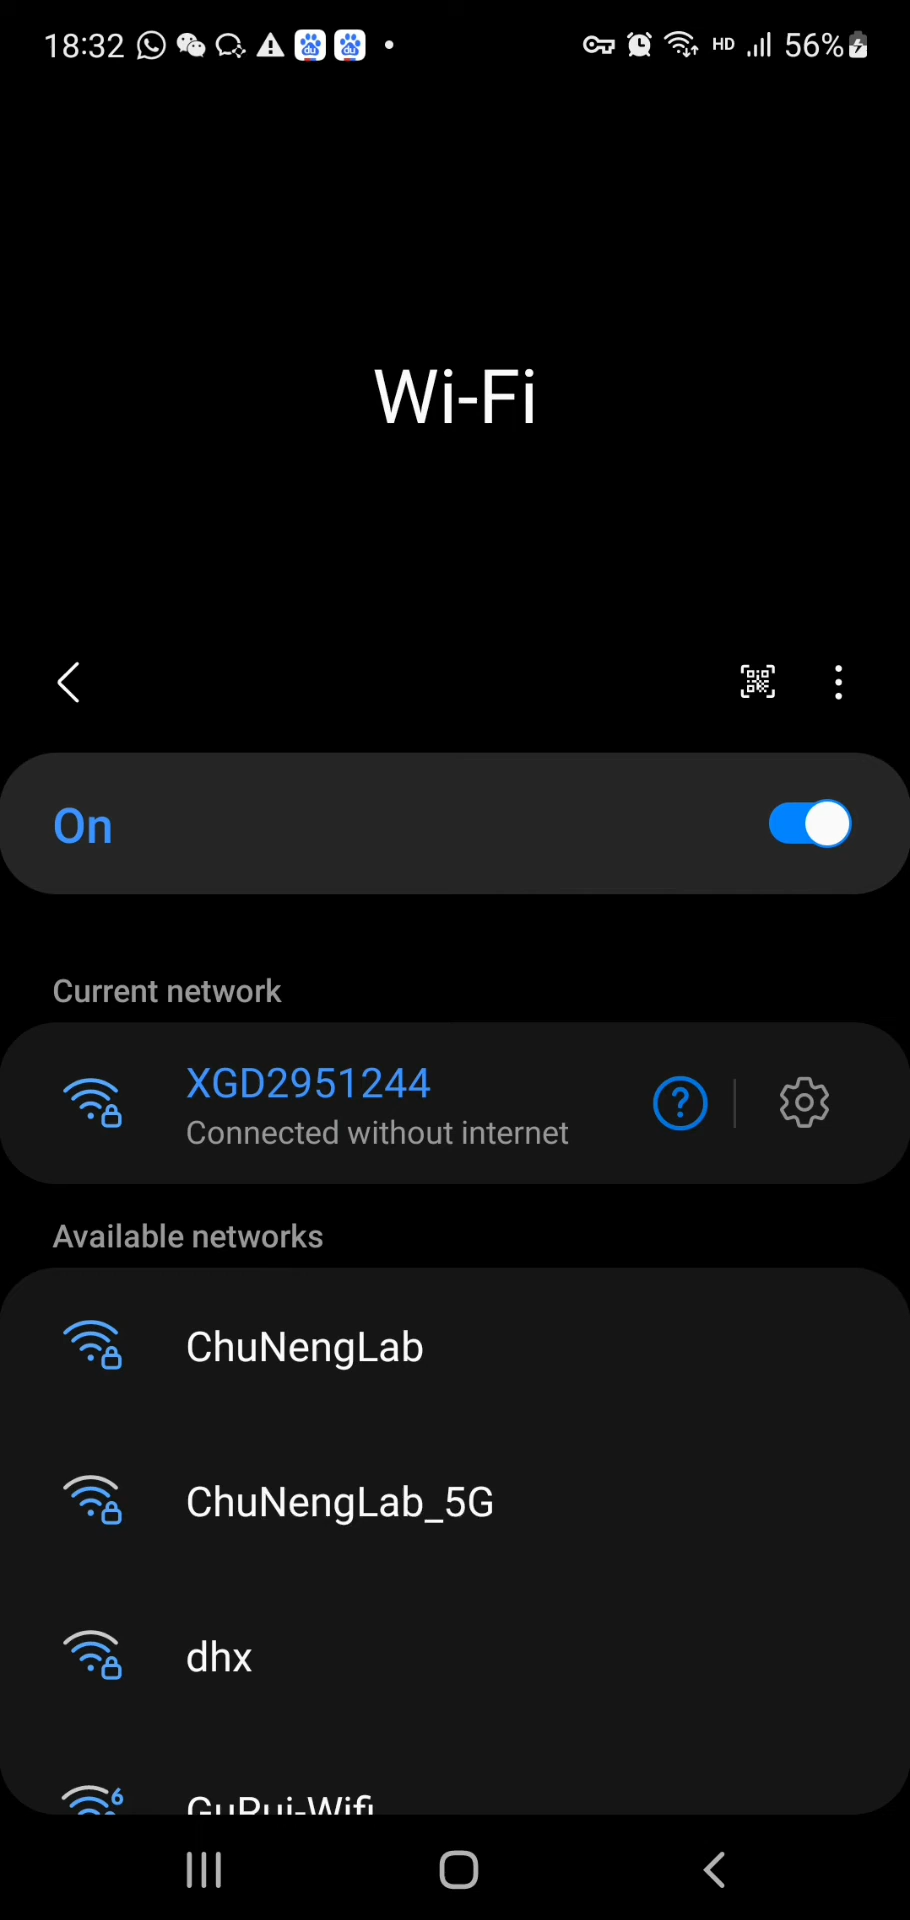 18:32 HD 56%
Wi-Fi
On
Current network
XGD2951244
Connected without internet
?
Available networks
ChuNengLab
ChuNengLab_5G
dhx
6 GuRui-Wifi